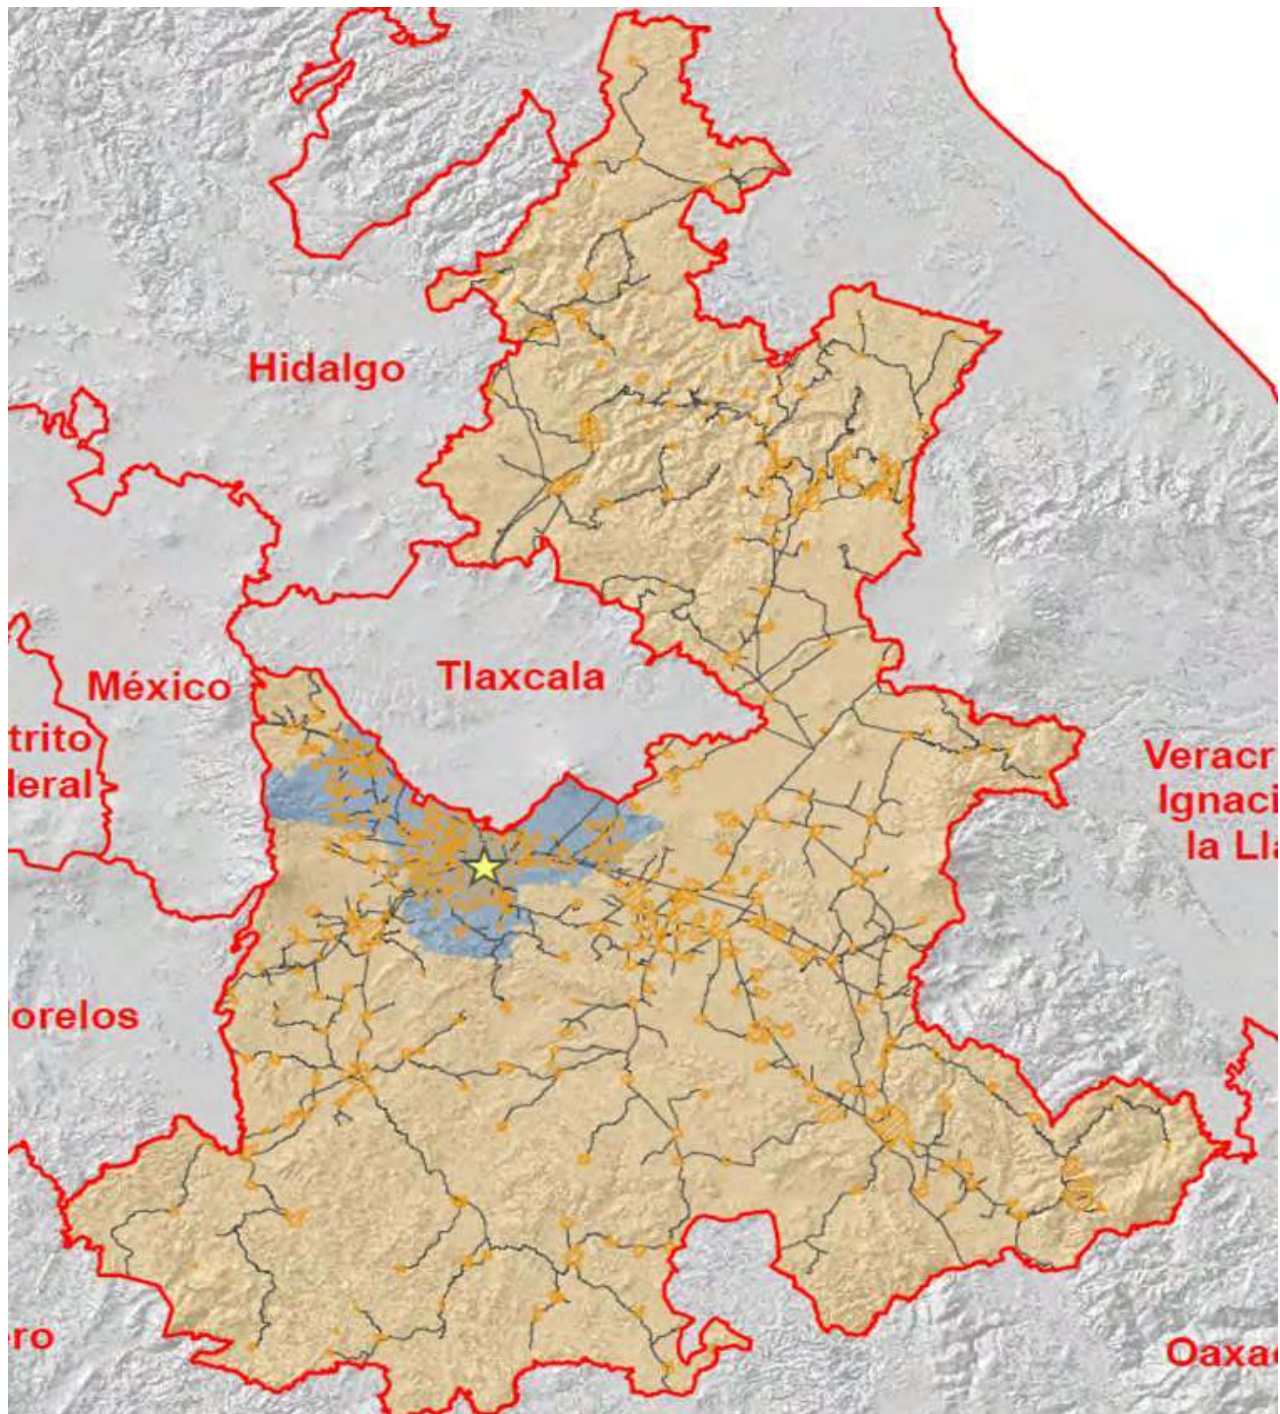 Hidalgo
México
Tlaxcala
trito
leral
Veracr
Ignaci
la Lla
orelos
ro
Oaxa